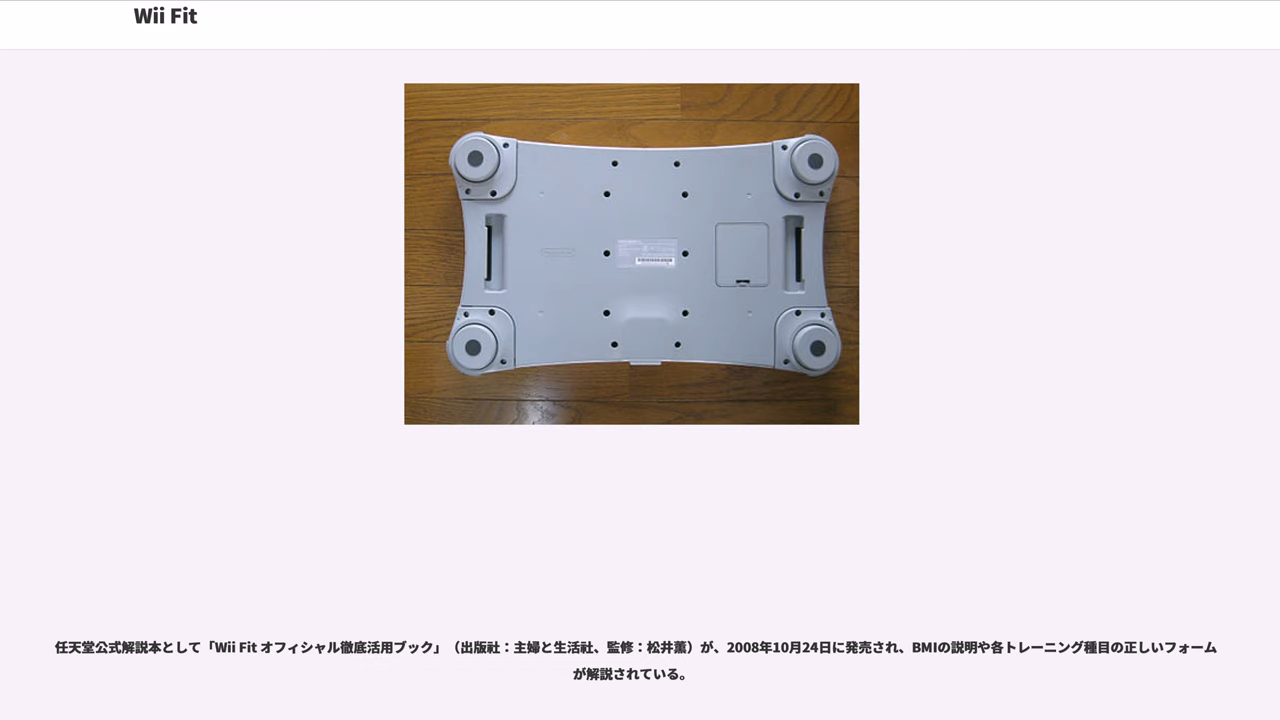 Wii Fit
任天堂公式解説本として「Wii Fit オフィシャル徹底活用ブック」（出版社：主婦と生活社、監修：松井薫）が、2008年10月24日に発売され、BMIの説明や各トレーニング種目の正しいフォーム
が解説されている。